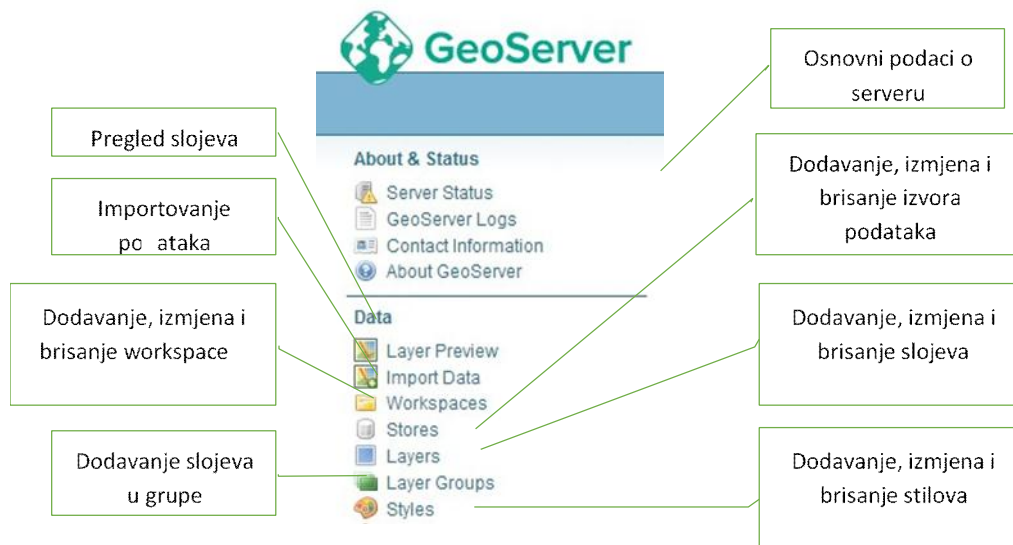 GeoServer
Osnovni podaci o
serveru
Pregled slojeva
About & Status
Dodavanje, izmjena i
brisanje izvora
podataka
Server Status
GeoServer Logs
Contact Information
About GeoServer
Importovanje
po ataka
Data
Dodavanje, izmjena i
brisanje workspace
Dodavanje, izmjena i
brisanje slojeva
Layer Preview
Import Data
Workspaces
Stores
Layers
Layer Groups
Styles
Dodavanje slojeva
u grupe
Dodavanje, izmjena i
brisanje stilova